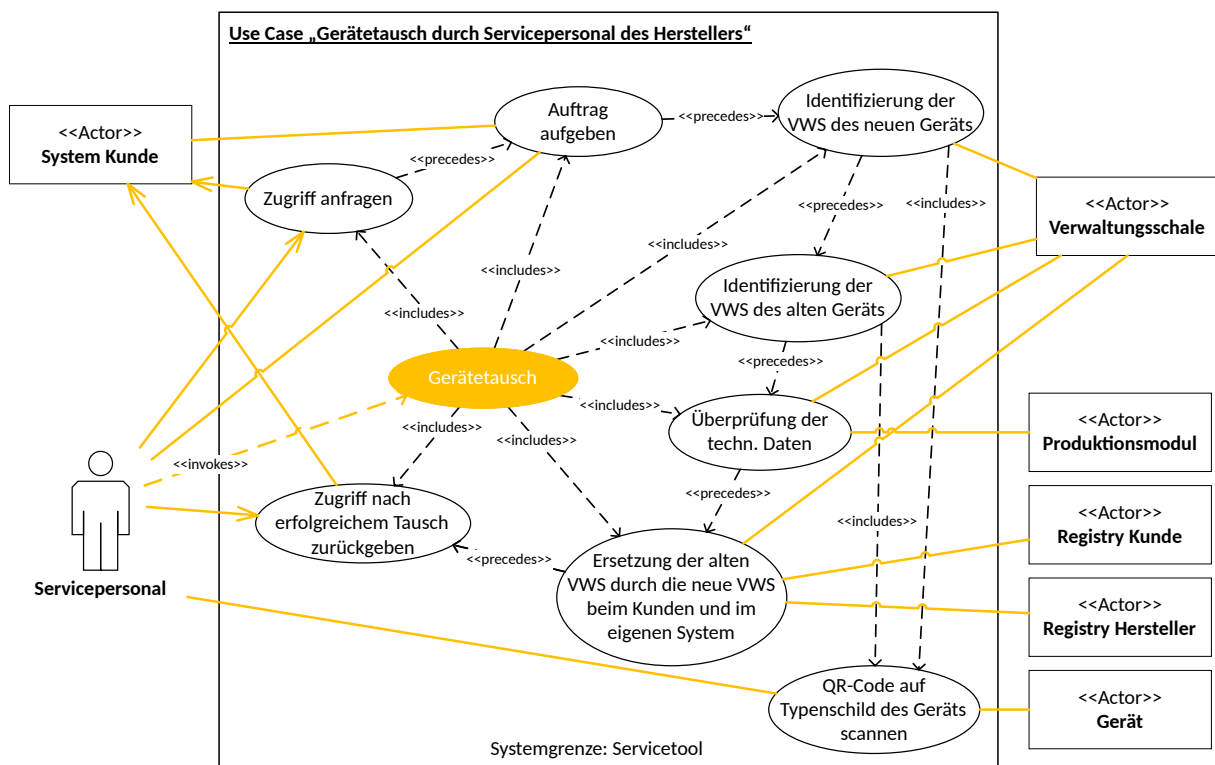 Use Case „Gerätetausch durch Servicepersonal des Herstellers“
<<Actor>>
System Kunde
Auftrag
aufgeben
<<precedes>>
Identifizierung der
VWS des neuen Geräts
<<precedes>>
Zugriff anfragen
<<precedes>>
<<includes>>
<<Actor>>
Verwaltungsschale
<<includes>>
<<includes>>
Identifizierung der
VWS des alten Geräts
<<includes>>
<<includes>>
<<precedes>>
Gerätetausch
<<includes>>
<<includes>>
<<includes>>
Überprüfung der
techn. Daten
<<Actor>>
Produktionsmodul
<<invokes>>
<<precedes>>
Zugriff nach
erfolgreichem Tausch
zurückgeben
<<includes>>
<<Actor>>
Registry Kunde
<<precedes>>
Ersetzung der alten
VWS durch die neue VWS
beim Kunden und im
eigenen System
Servicepersonal
<<Actor>>
Registry Hersteller
QR-Code auf
Typenschild des Geräts
scannen
<<Actor>>
Gerät
Systemgrenze: Servicetool